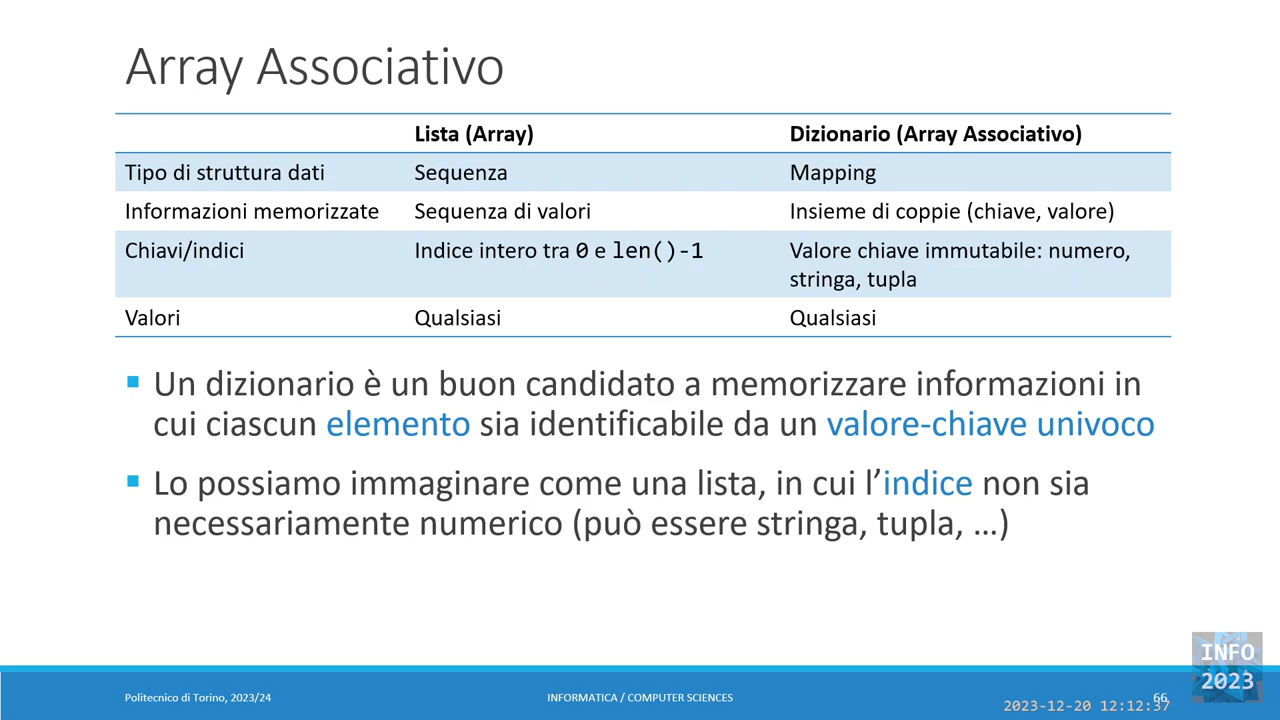 Array Associativo
Lista (Array) Dizionario (Array Associativo)
Tipo di struttura dati Sequenza Mapping
Informazioni memorizzate Sequenza di valori Insieme di coppie (chiave, valore)
Chiavi/indici Indice intero tra 0 e len()-1 Valore chiave immutabile: numero,
stringa, tupla
Valori Qualsiasi Qualsiasi
▪ Un dizionario è un buon candidato a memorizzare informazioni in
cui ciascun elemento sia identificabile da un valore-chiave univoco
▪ Lo possiamo immaginare come una lista, in cui l’indice non sia
necessariamente numerico (può essere stringa, tupla, …)
INFO
2023
Politecnico di Torino, 2023/24 INFORMATICA / COMPUTER SCIENCES 66
2023-12-20 12:12:37